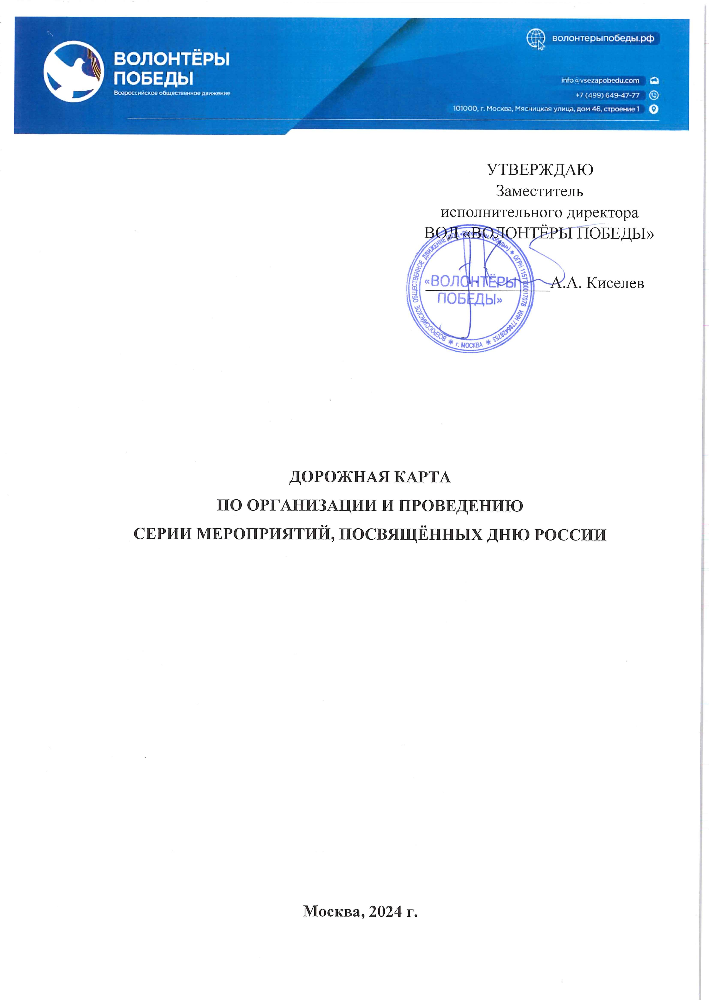 ВОЛОНТЁРЫ
ПОБЕДЫ
Всероссийское общественное движение
волонтерыпобеды.рф
info@vsezapobedu.com
+7 (499) 649-47-77
101000, г. Москва, Мясницкая улица, дом 46, строение 1
УТВЕРЖДАЮ
Заместитель
исполнительного директора
ВОД «ВОЛОНТЁРЫ ПОБЕДЫ»
А.А. Киселев
ВСЕРОССИЙСКОЕ ОБЩЕСТВЕННОЕ ДВИЖЕНИЕ (ВОД «Волонтёры Победы») * ОГРН 1157700017078 ИНН 7706428753 * г. МОСКВА *
«ВОЛОНТЁРЫ
ПОБЕДЫ»
ДОРОЖНАЯ КАРТА
ПО ОРГАНИЗАЦИИ И ПРОВЕДЕНИЮ
СЕРИИ МЕРОПРИЯТИЙ, ПОСВЯЩЁННЫХ ДНЮ РОССИИ
Москва, 2024 г.